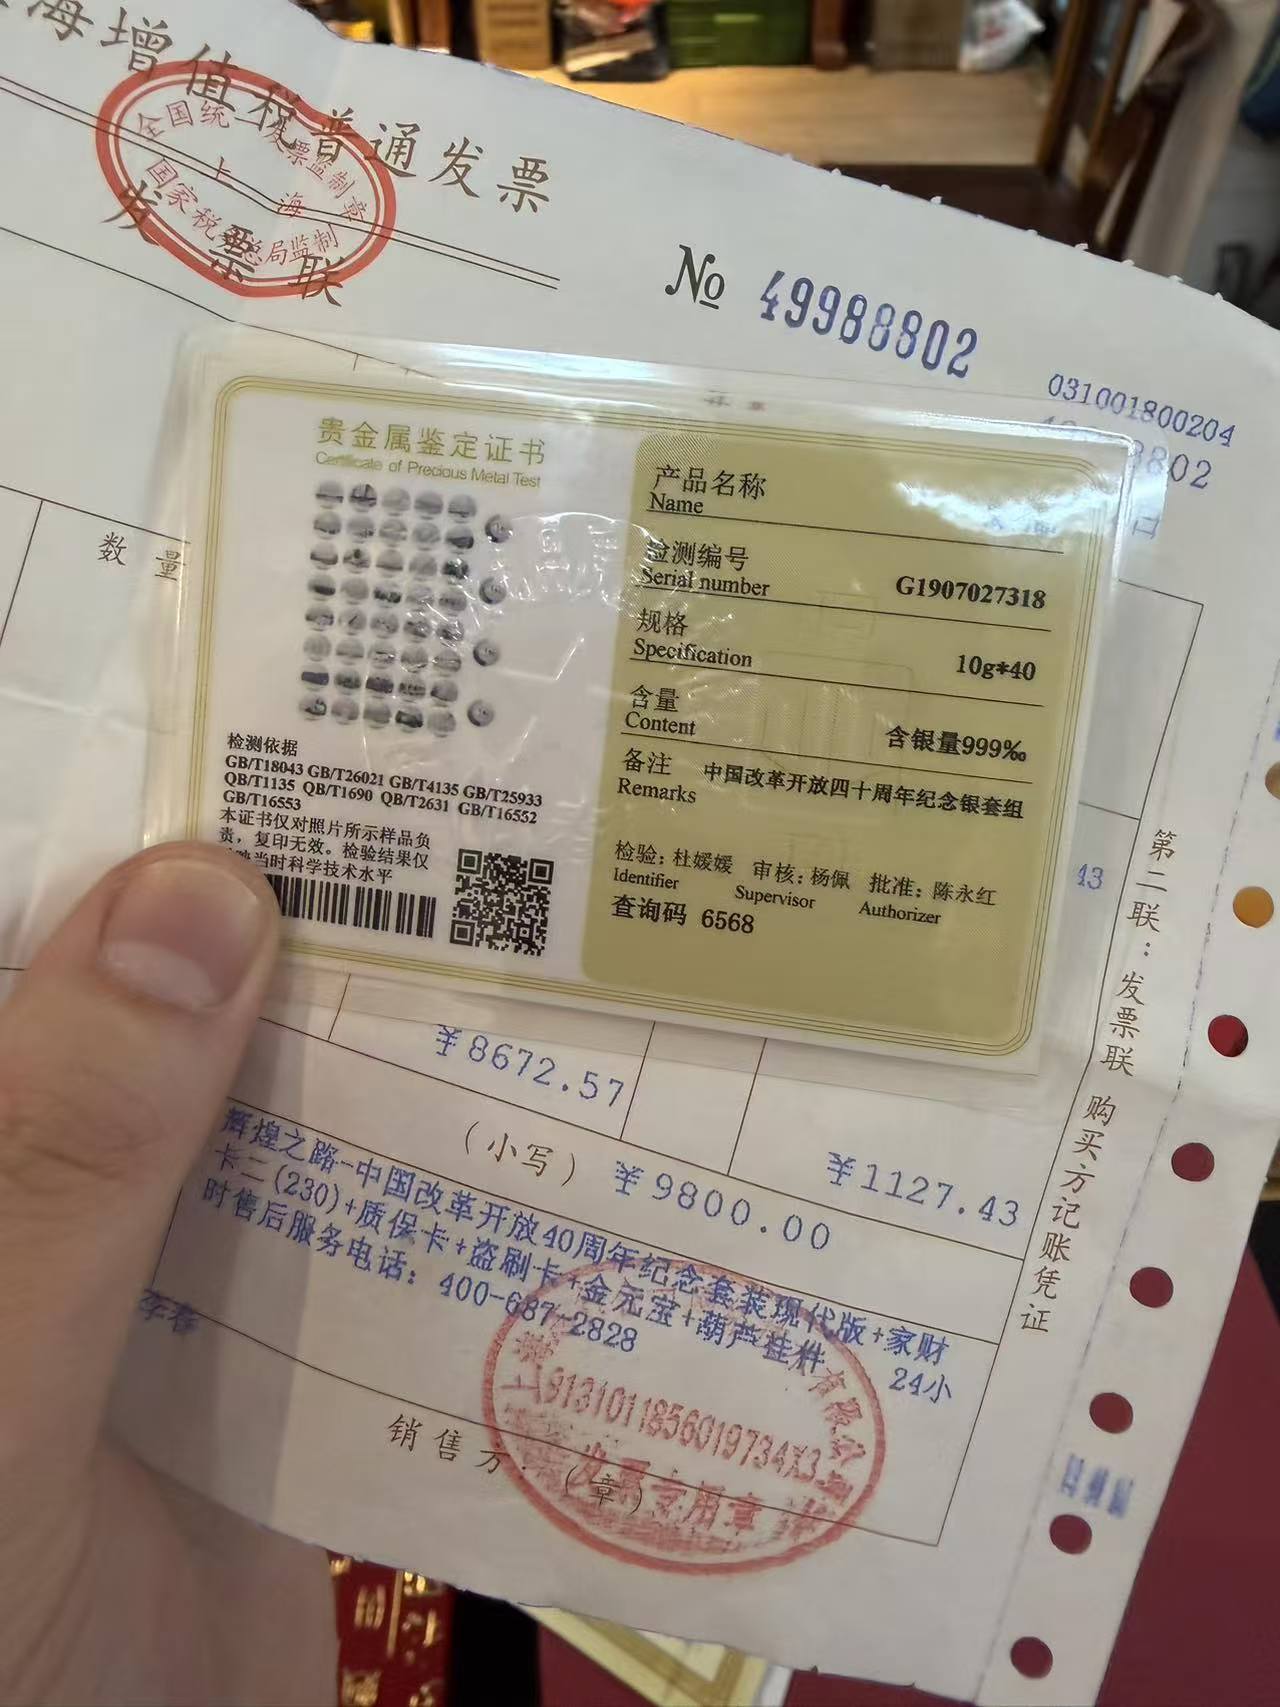 海增值税普通发票
全国统
发票监制章
上海
国家税
总局监制
发票联
№ 49988802
031001800204
贵金属鉴定证书
Certificate of Precious Metal Test
产品名称
Name
检测编号
Serial number
G1907027318
规格
Specification
10g*40
含量
Content
含银量999‰
备注
Remarks
中国改革开放四十周年纪念银套组
检测依据
GB/T18043 GB/T26021 GB/T4135 GB/T25933
QB/T1135 QB/T1690 QB/T2631 GB/T16552
GB/T16553
本证书仅对照片所示样品负
责，复印无效。检验结果仅
当时科学技术水平
检验：杜媛媛 审核：杨佩 批准：陈永红
Identifier Supervisor Authorizer
查询码 6568
数量
43
¥8672.57
¥1127.43
（小写） ¥9800.00
辉煌之路-中国改革开放40周年纪念套装现代版+家财
卡二(230)+质保卡+盗刷卡+金元宝+葫芦挂件 24小
时售后服务电话：400-687-2828
销售方：（章）
有限公
9131011856019734X3
发票专用章
第二联：发票联 购买方记账凭证